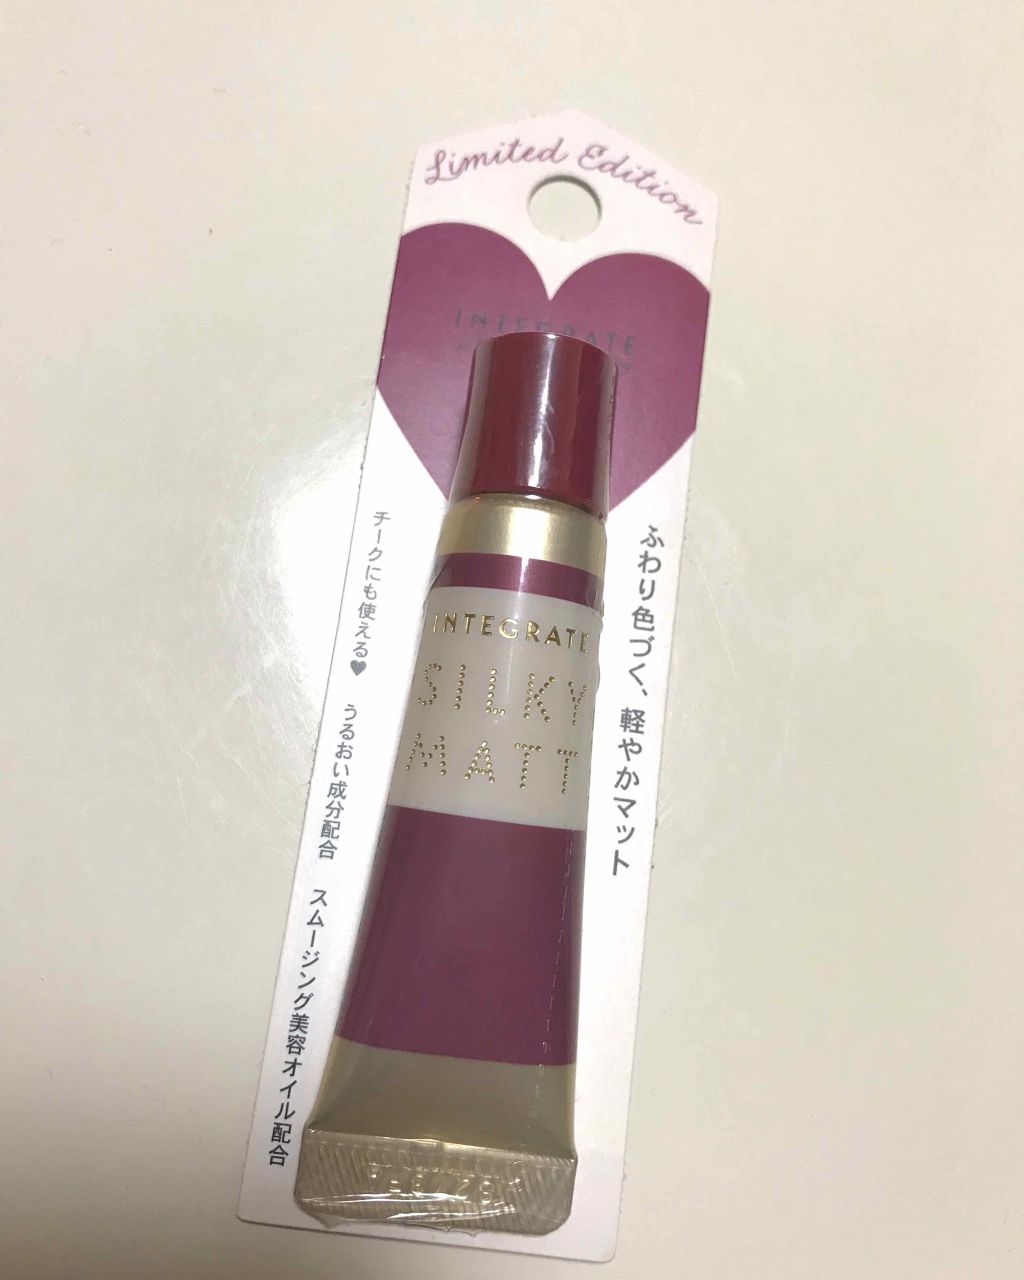 Limited Edition
INTEGRATE
ふわり色づく、軽やかマット
チークにも使える♥ うるおい成分配合 スムージング美容オイル配合
INTEGRATE
SILKY
MATT